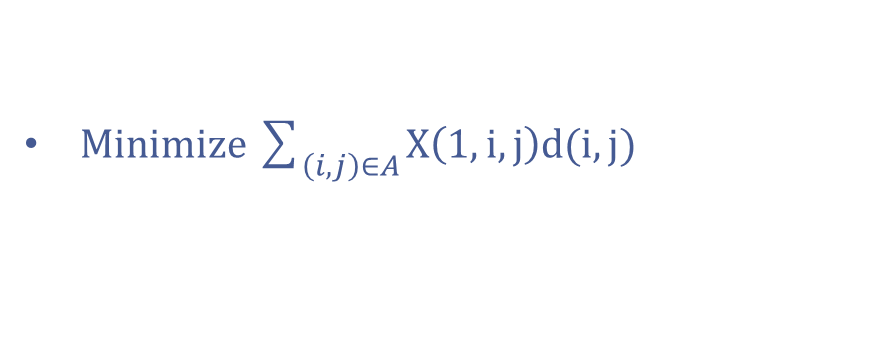 • Minimize ∑(i,j)∈A X(1, i, j)d(i, j)